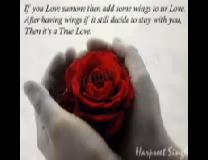 If you Love samone then add some wings to ur Love.
After having wings if it still decide to stay with you,
Then it's a True Love.
Harpreet Singh